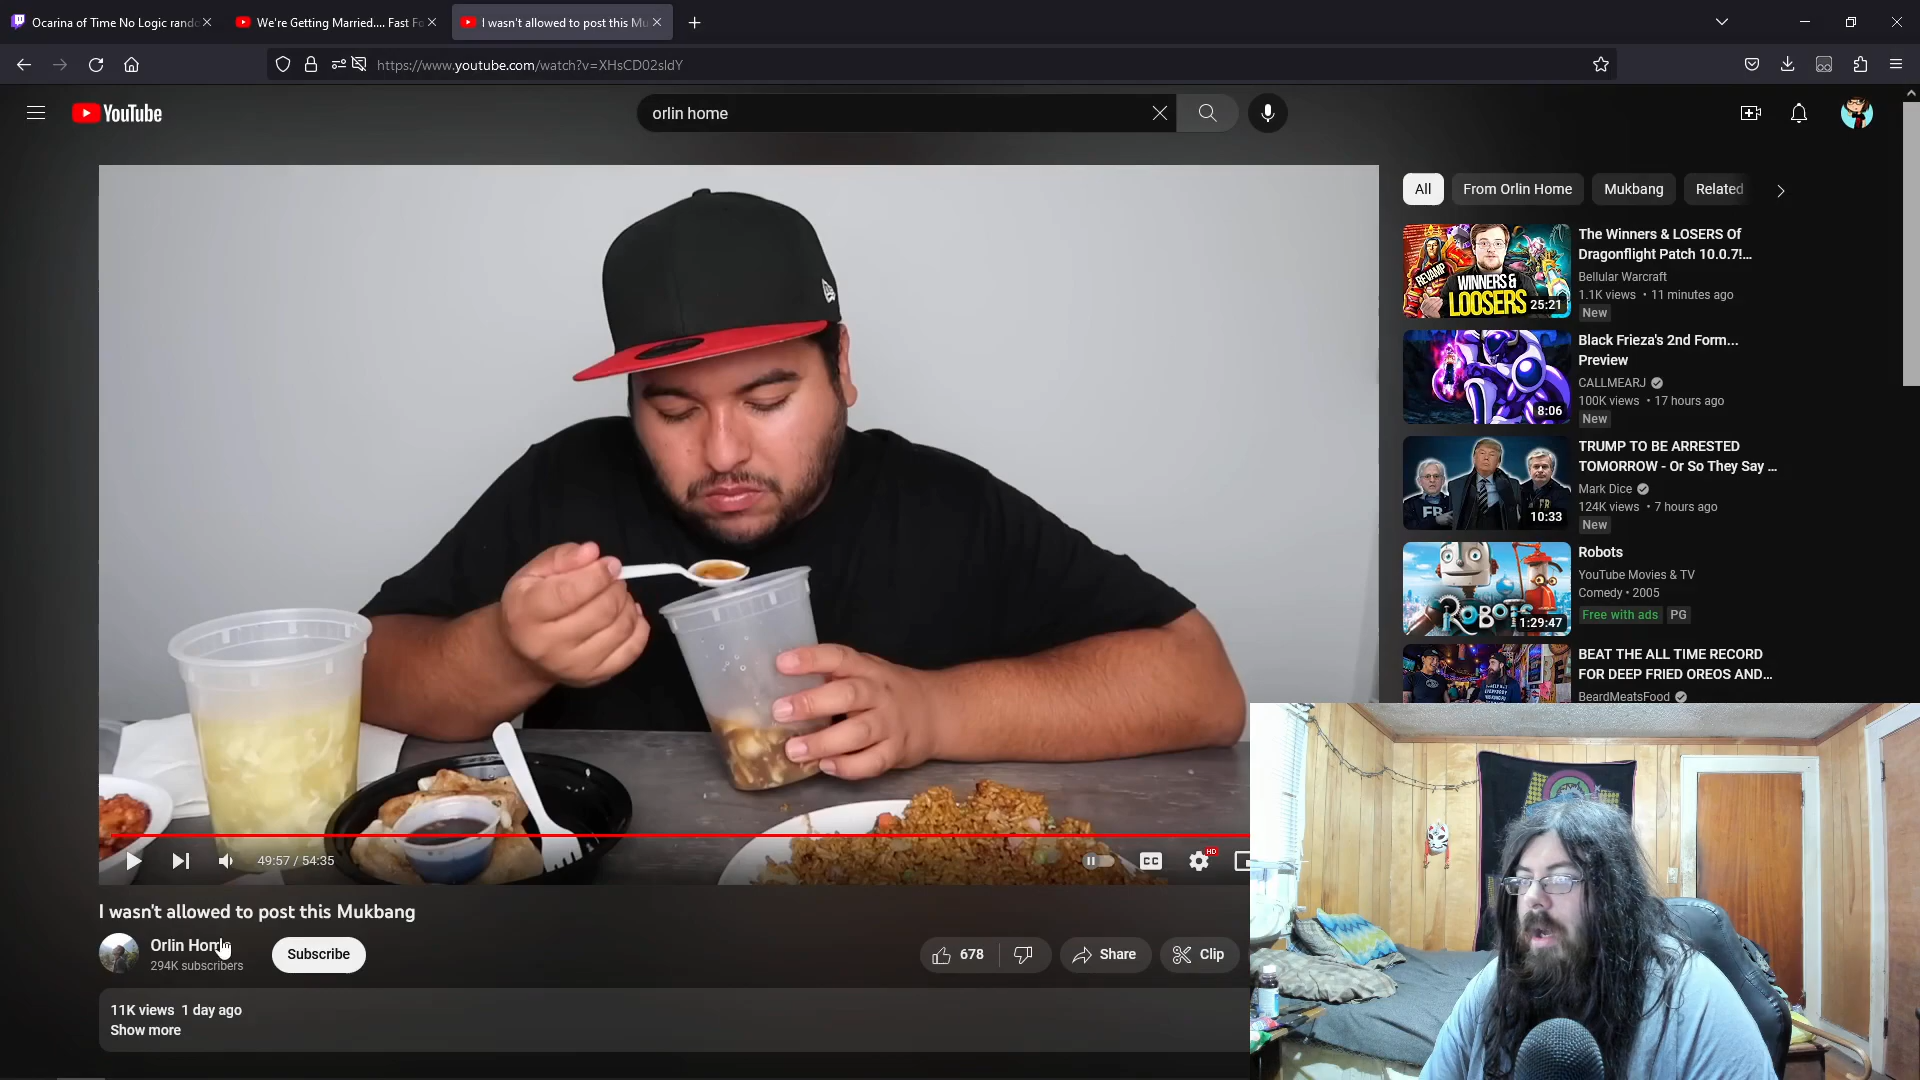 Ocarina of Time No Logic rando
We're Getting Married.... Fast Fo
I wasn't allowed to post this Mu
https://www.youtube.com/watch?v=XHsCD02sldY
YouTube
orlin home
All
From Orlin Home
Mukbang
Related
REVAMP
WINNERS &
LOOSERS
25:21
The Winners & LOSERS Of
Dragonflight Patch 10.0.7!...
Bellular Warcraft
1.1K views • 11 minutes ago
New
8:06
Black Frieza's 2nd Form...
Preview
CALLMEARJ
100K views • 17 hours ago
New
10:33
TRUMP TO BE ARRESTED
TOMORROW - Or So They Say ...
Mark Dice
124K views • 7 hours ago
New
ROBOTS
1:29:47
Robots
YouTube Movies & TV
Comedy • 2005
Free with ads PG
BEAT THE ALL TIME RECORD
FOR DEEP FRIED OREOS AND...
BeardMeatsFood
49:57 / 54:35
CC
HD
I wasn't allowed to post this Mukbang
Orlin Home
294K subscribers
Subscribe
678
Share
Clip
11K views 1 day ago
Show more